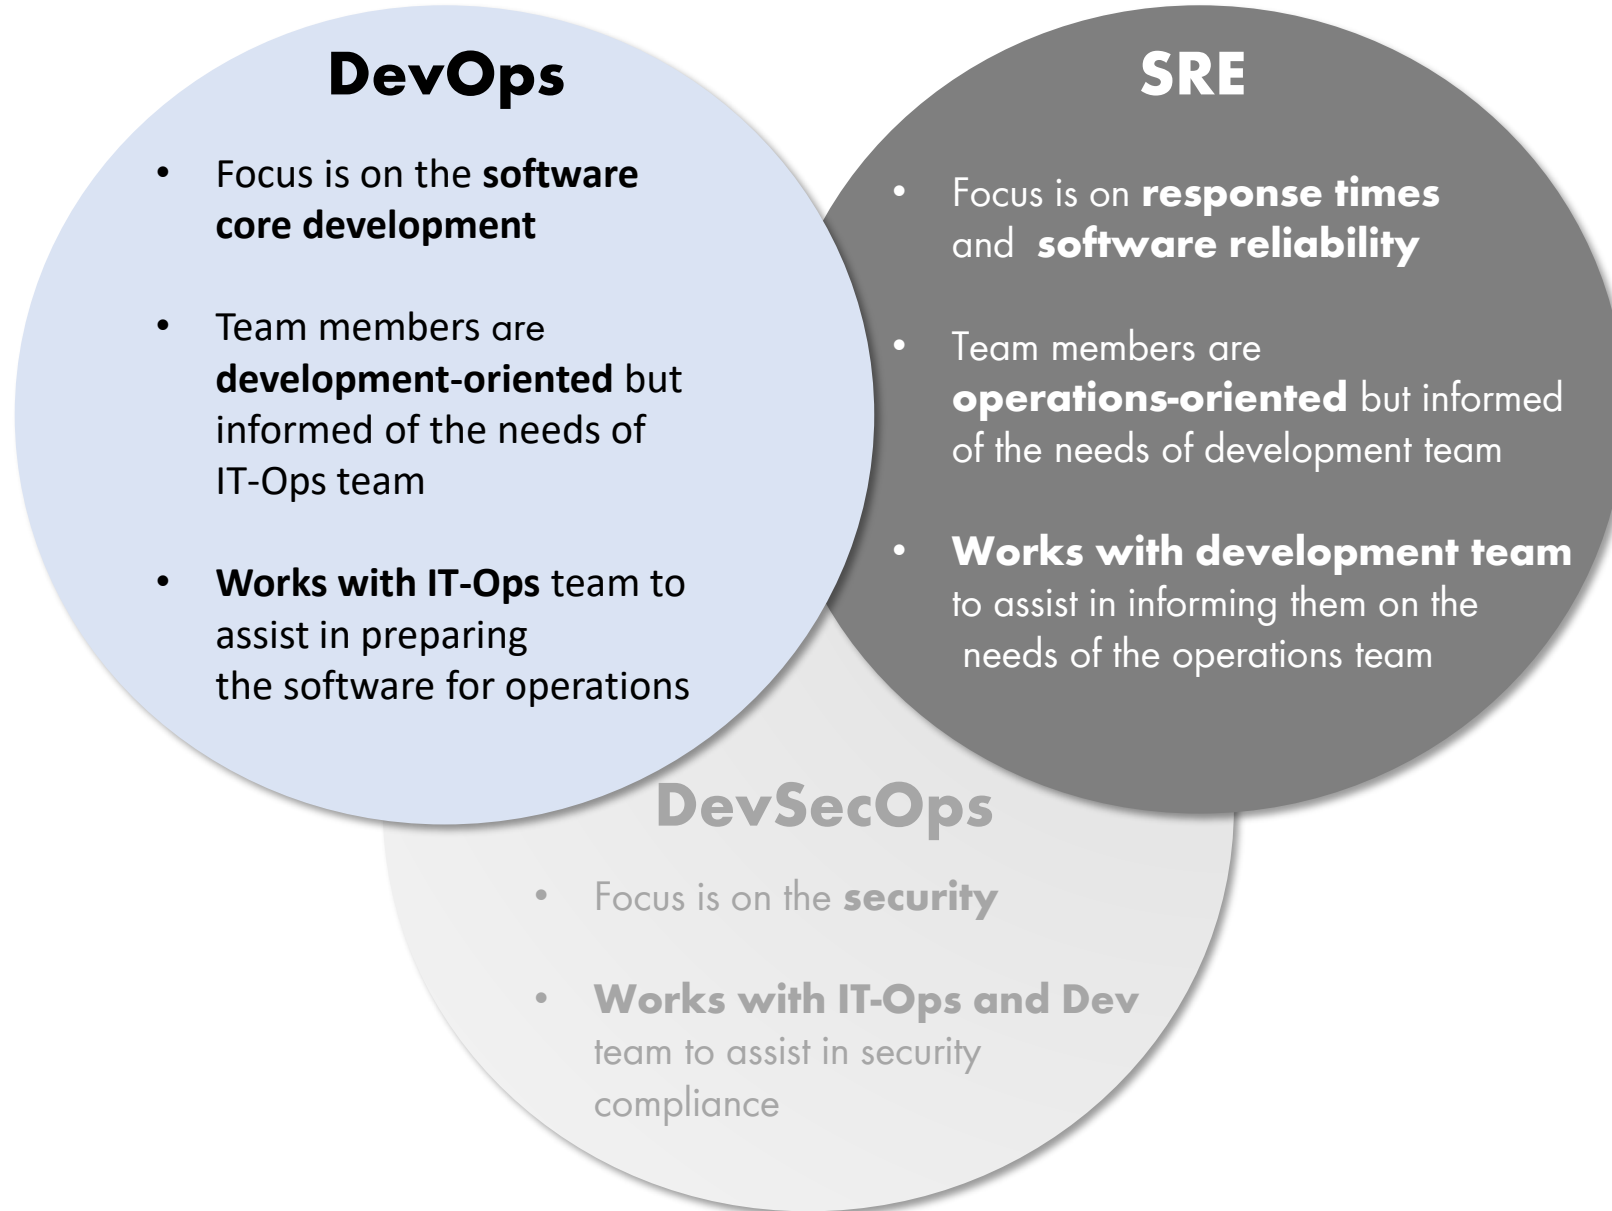 DevOps
• Focus is on the software
core development
• Team members are
development-oriented but
informed of the needs of
IT-Ops team
• Works with IT-Ops team to
assist in preparing
the software for operations
SRE
• Focus is on response times
and software reliability
• Team members are
operations-oriented but informed
of the needs of development team
• Works with development team
to assist in informing them on the
needs of the operations team
DevSecOps
• Focus is on the security
• Works with IT-Ops and Dev
team to assist in security
compliance